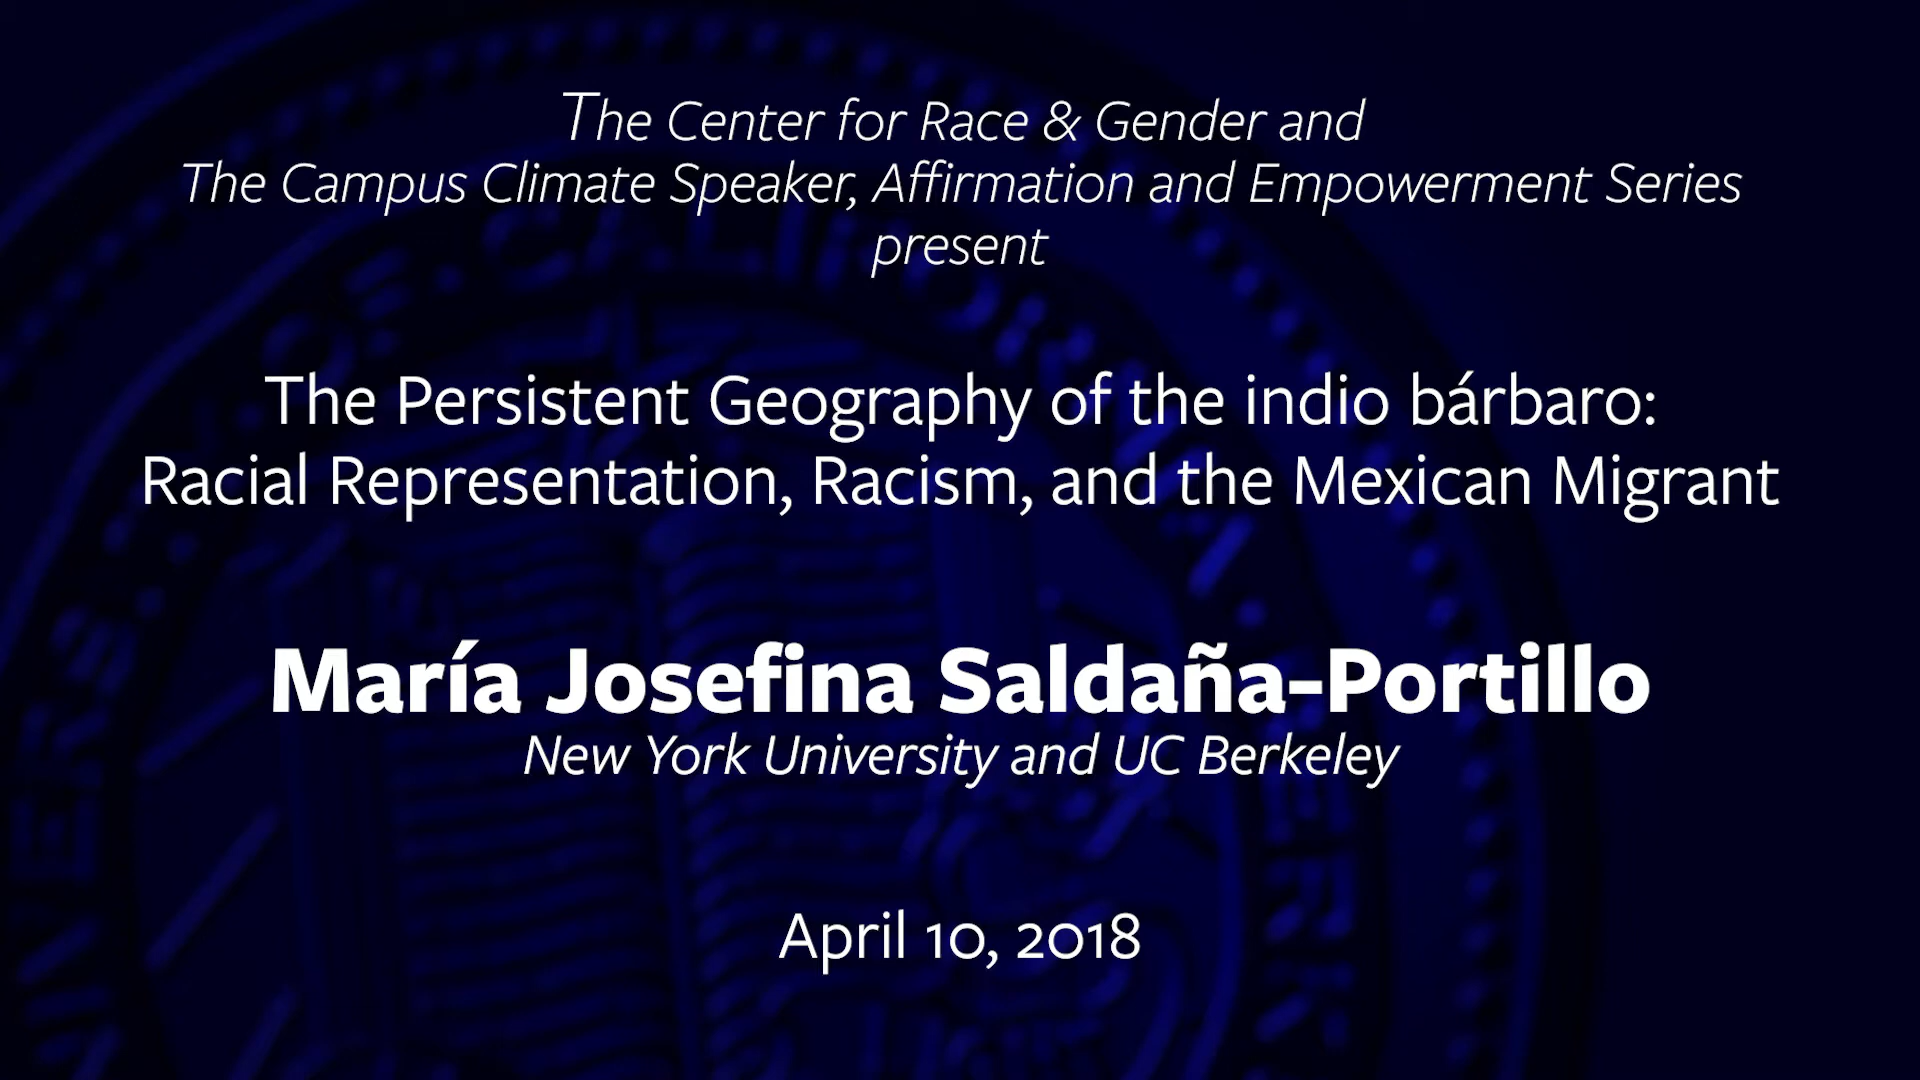 The Center for Race & Gender and
The Campus Climate Speaker, Affirmation and Empowerment Series
present
The Persistent Geography of the indio bárbaro:
Racial Representation, Racism, and the Mexican Migrant
María Josefina Saldaña-Portillo
New York University and UC Berkeley
April 10, 2018